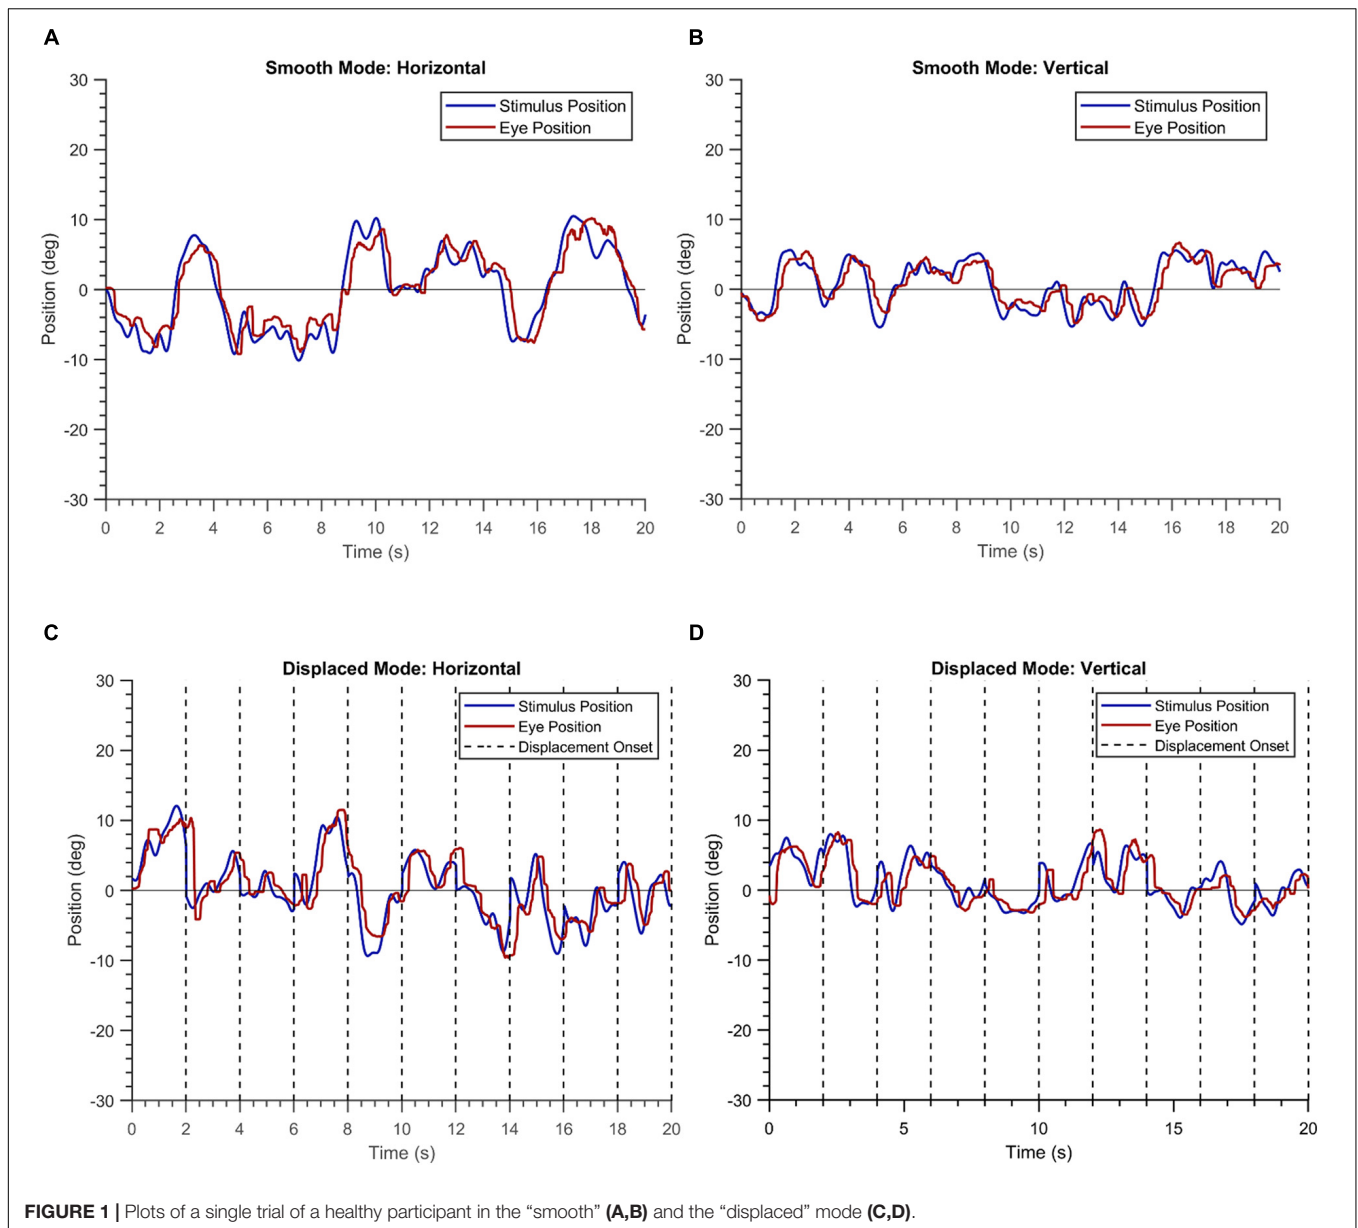 A
Smooth Mode: Horizontal
Stimulus Position
Eye Position
30
20
10
0
-10
-20
-30
Position (deg)
0 2 4 6 8 10 12 14 16 18 20
Time (s)
B
Smooth Mode: Vertical
Stimulus Position
Eye Position
30
20
10
0
-10
-20
-30
Position (deg)
0 2 4 6 8 10 12 14 16 18 20
Time (s)
C
Displaced Mode: Horizontal
Stimulus Position
Eye Position
Displacement Onset
30
20
10
0
-10
-20
-30
Position (deg)
0 2 4 6 8 10 12 14 16 18 20
Time (s)
D
Displaced Mode: Vertical
Stimulus Position
Eye Position
Displacement Onset
30
20
10
0
-10
-20
-30
Position (deg)
0 5 10 15 20
Time (s)
FIGURE 1 | Plots of a single trial of a healthy participant in the “smooth” (A,B) and the “displaced” mode (C,D).